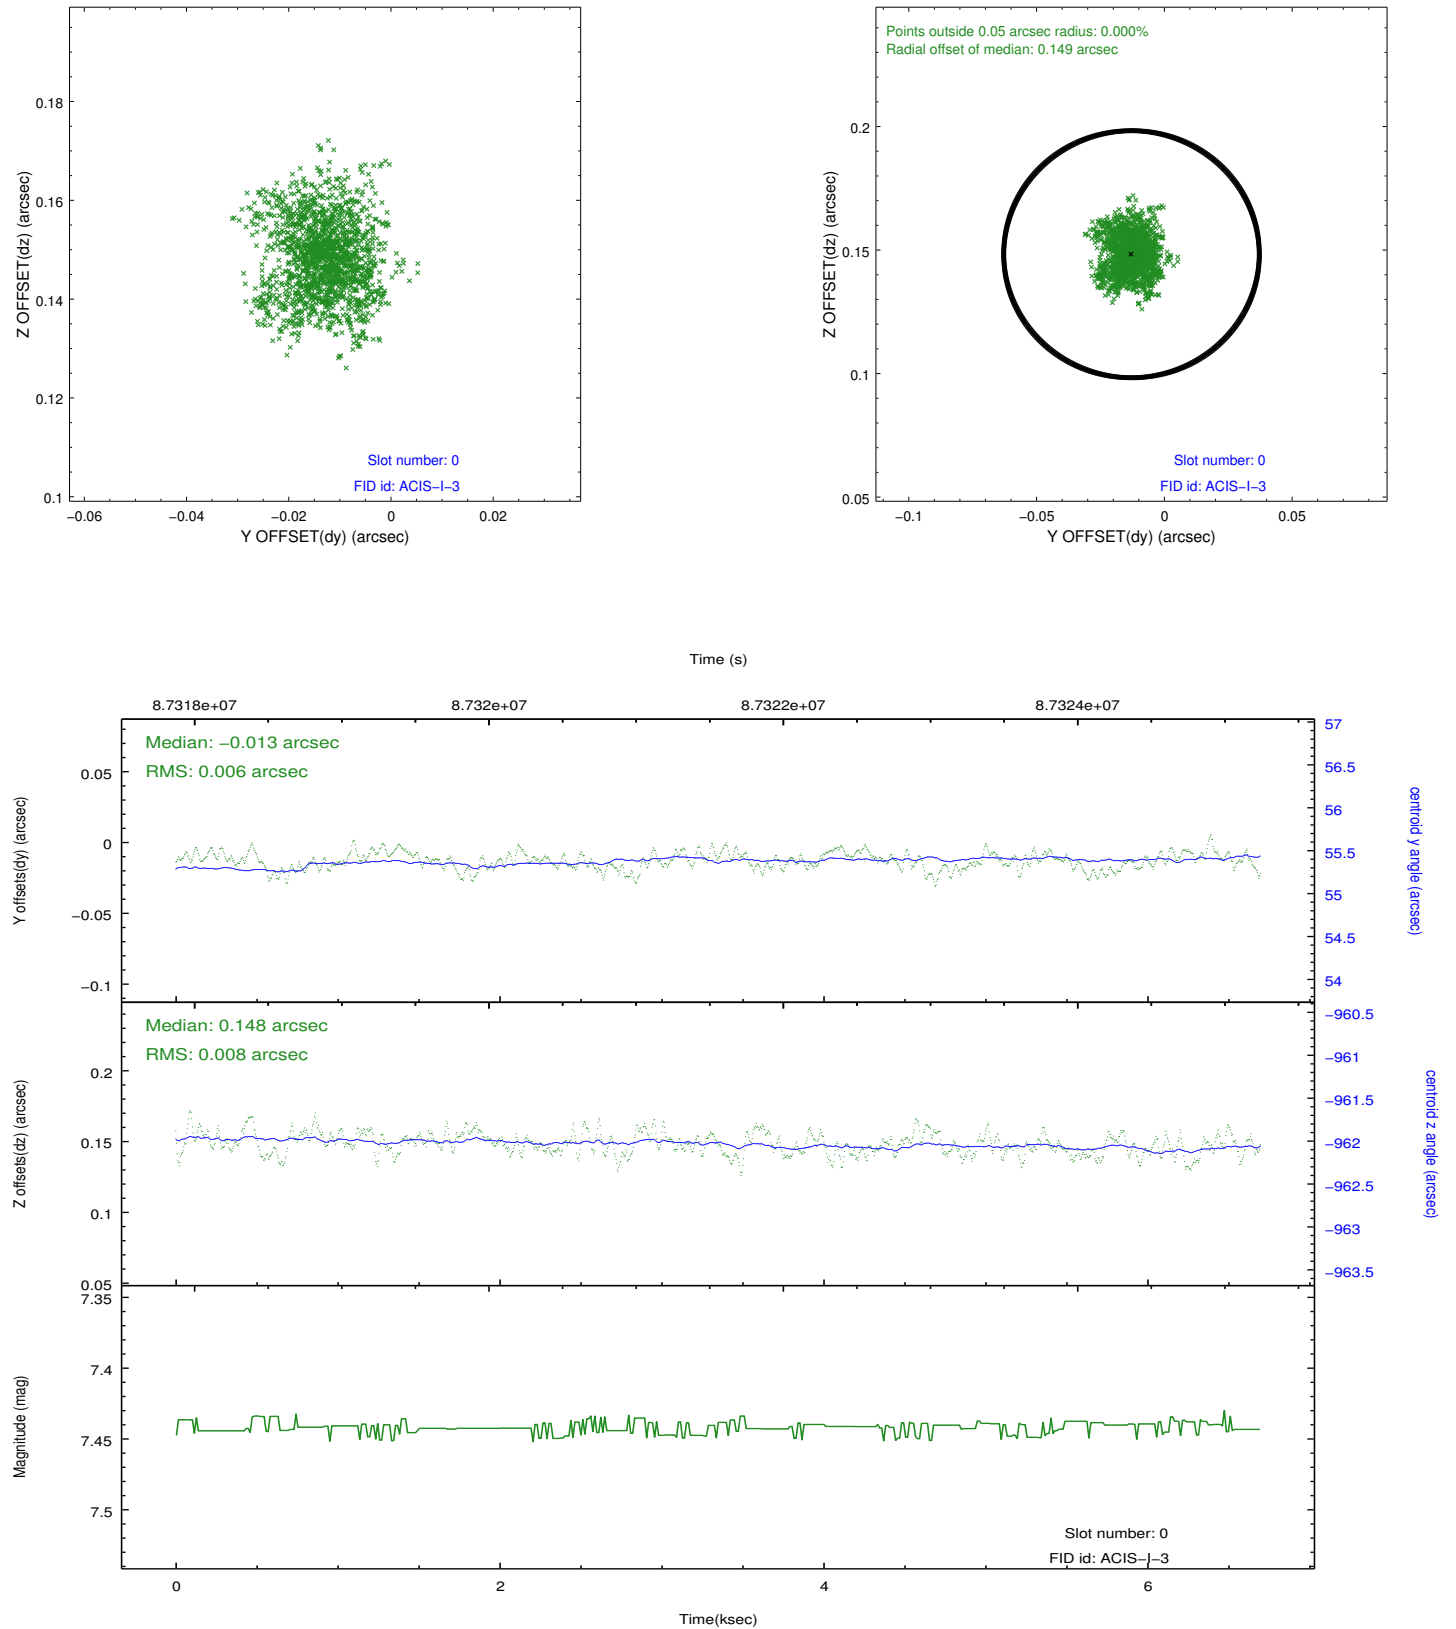 0.18
0.16
0.14
0.12
0.1
Z OFFSET(dz) (arcsec)
Slot number: 0
FID id: ACIS−I−3
−0.06
−0.04
−0.02
0
0.02
Y OFFSET(dy) (arcsec)
Points outside 0.05 arcsec radius: 0.000%
Radial offset of median: 0.149 arcsec
0.2
0.15
0.1
0.05
Z OFFSET(dz) (arcsec)
Slot number: 0
FID id: ACIS−I−3
−0.1
−0.05
0
0.05
Y OFFSET(dy) (arcsec)
Time (s)
8.7318e+07
8.732e+07
8.7322e+07
8.7324e+07
Median: −0.013 arcsec
RMS: 0.006 arcsec
0.05
0
−0.05
−0.1
Y offsets(dy) (arcsec)
57
56.5
56
55.5
55
54.5
54
centroid y angle (arcsec)
Median: 0.148 arcsec
RMS: 0.008 arcsec
0.2
0.15
0.1
0.05
Z offsets(dz) (arcsec)
−960.5
−961
−961.5
−962
−962.5
−963
−963.5
centroid z angle (arcsec)
7.35
7.4
7.45
7.5
Magnitude (mag)
Slot number: 0
FID id: ACIS−I−3
0
2
4
6
Time(ksec)